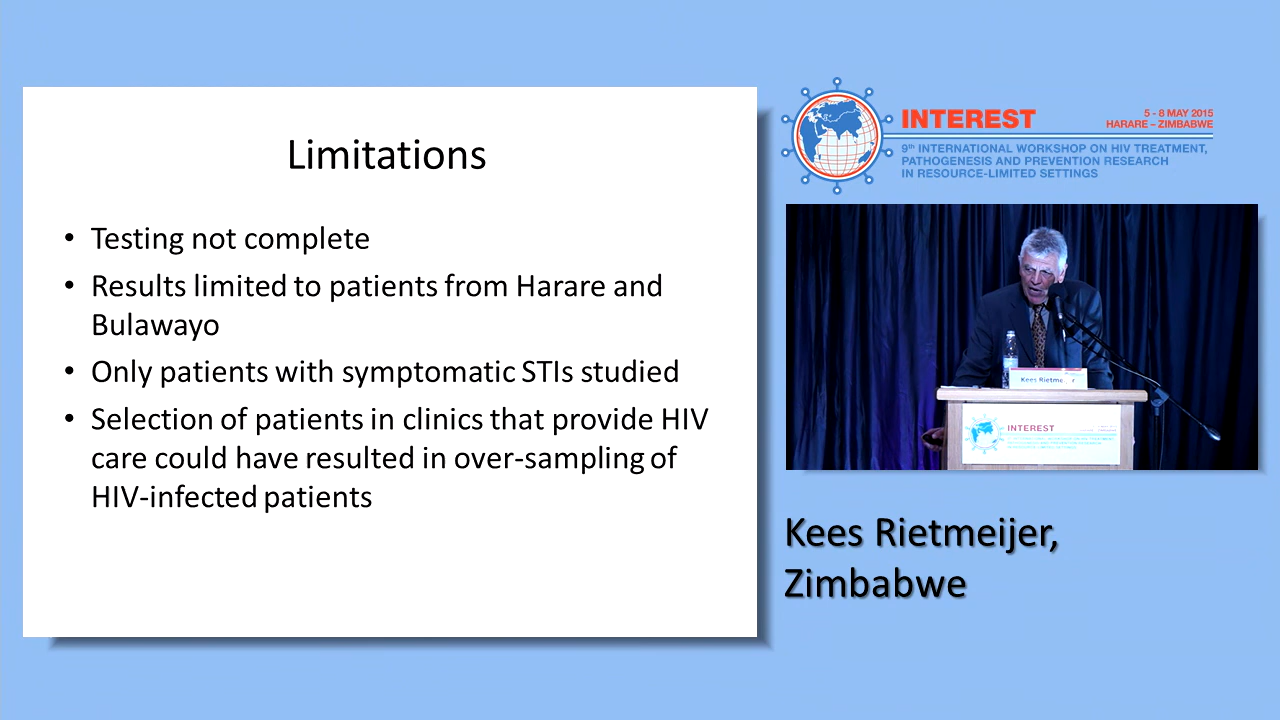 Limitations
• Testing not complete
• Results limited to patients from Harare and
Bulawayo
• Only patients with symptomatic STIs studied
• Selection of patients in clinics that provide HIV
care could have resulted in over-sampling of
HIV-infected patients
INTEREST
5 - 8 MAY 2015
HARARE – ZIMBABWE
9th INTERNATIONAL WORKSHOP ON HIV TREATMENT,
PATHOGENESIS AND PREVENTION RESEARCH
IN RESOURCE-LIMITED SETTINGS
Kees
INTEREST
Kees Rietmeijer,
Zimbabwe